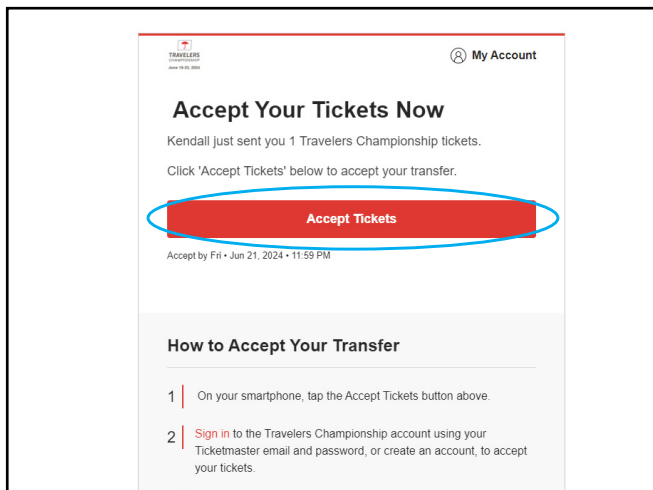 TRAVELERS
CHAMPIONSHIP
My Account
Accept Your Tickets Now
Kendall just sent you 1 Travelers Championship tickets.
Click 'Accept Tickets' below to accept your transfer.
Accept Tickets
Accept by Fri • Jun 21, 2024 • 11:59 PM
How to Accept Your Transfer
1 On your smartphone, tap the Accept Tickets button above.
2 Sign in to the Travelers Championship account using your
Ticketmaster email and password, or create an account, to accept
your tickets.